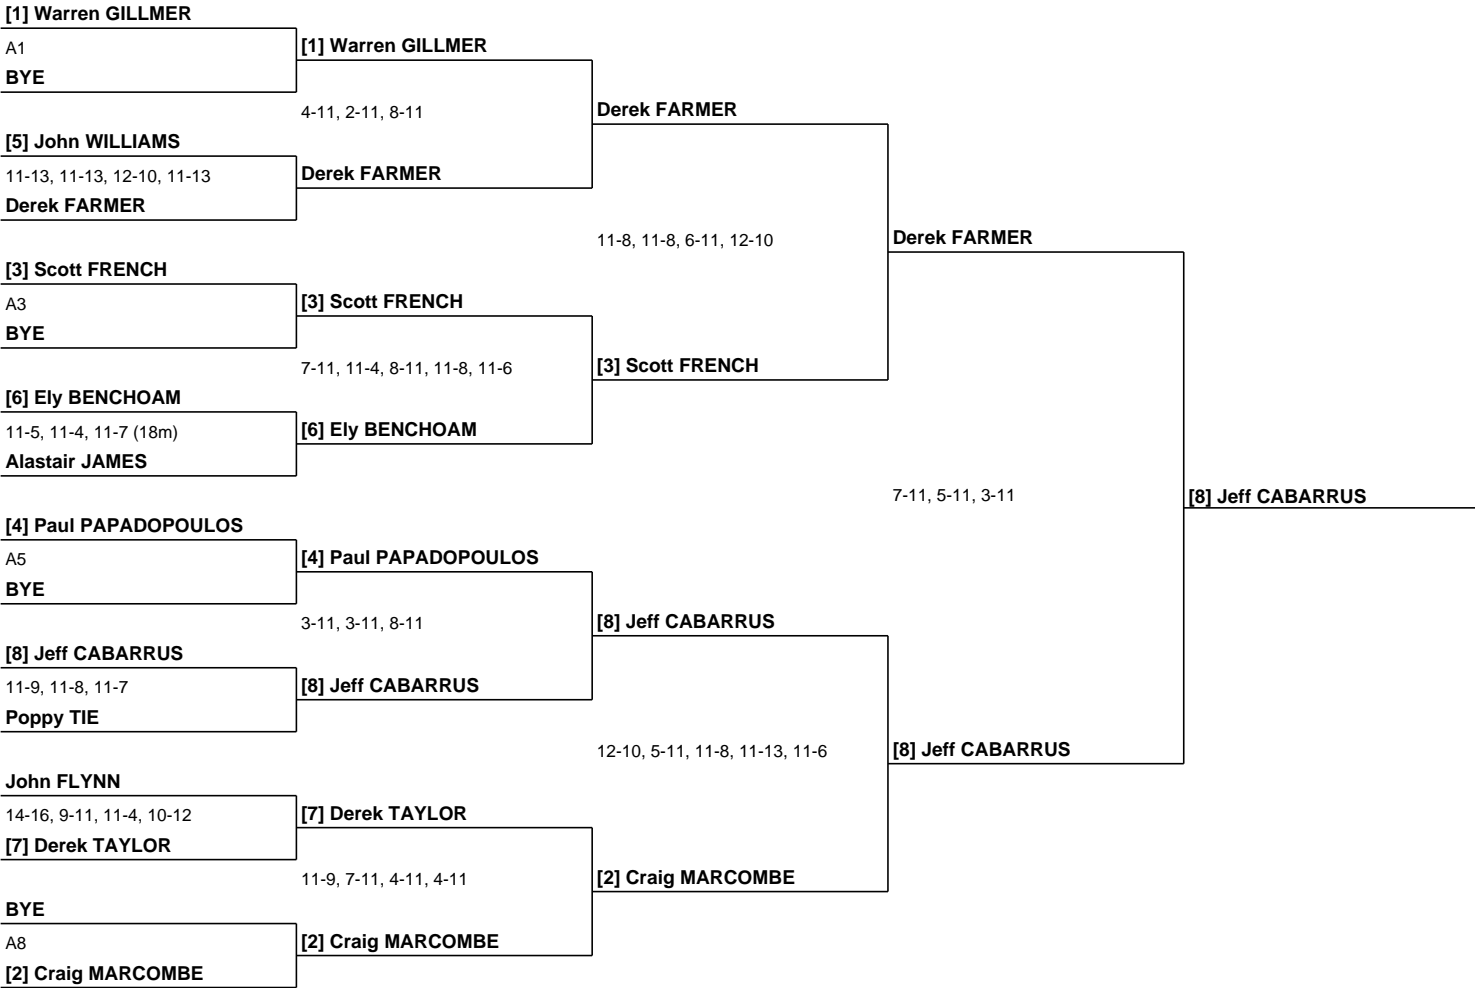 [1] Warren GILLMER
A1
BYE
[1] Warren GILLMER
4-11, 2-11, 8-11
[5] John WILLIAMS
11-13, 11-13, 12-10, 11-13
Derek FARMER
Derek FARMER
Derek FARMER
11-8, 11-8, 6-11, 12-10
[3] Scott FRENCH
A3
BYE
[3] Scott FRENCH
7-11, 11-4, 8-11, 11-8, 11-6
[6] Ely BENCHOAM
11-5, 11-4, 11-7 (18m)
Alastair JAMES
[6] Ely BENCHOAM
[3] Scott FRENCH
Derek FARMER
7-11, 5-11, 3-11
[8] Jeff CABARRUS
[4] Paul PAPADOPOULOS
A5
BYE
[4] Paul PAPADOPOULOS
3-11, 3-11, 8-11
[8] Jeff CABARRUS
11-9, 11-8, 11-7
Poppy TIE
[8] Jeff CABARRUS
[8] Jeff CABARRUS
12-10, 5-11, 11-8, 11-13, 11-6
[8] Jeff CABARRUS
John FLYNN
14-16, 9-11, 11-4, 10-12
[7] Derek TAYLOR
[7] Derek TAYLOR
11-9, 7-11, 4-11, 4-11
[2] Craig MARCOMBE
BYE
A8
[2] Craig MARCOMBE
[2] Craig MARCOMBE